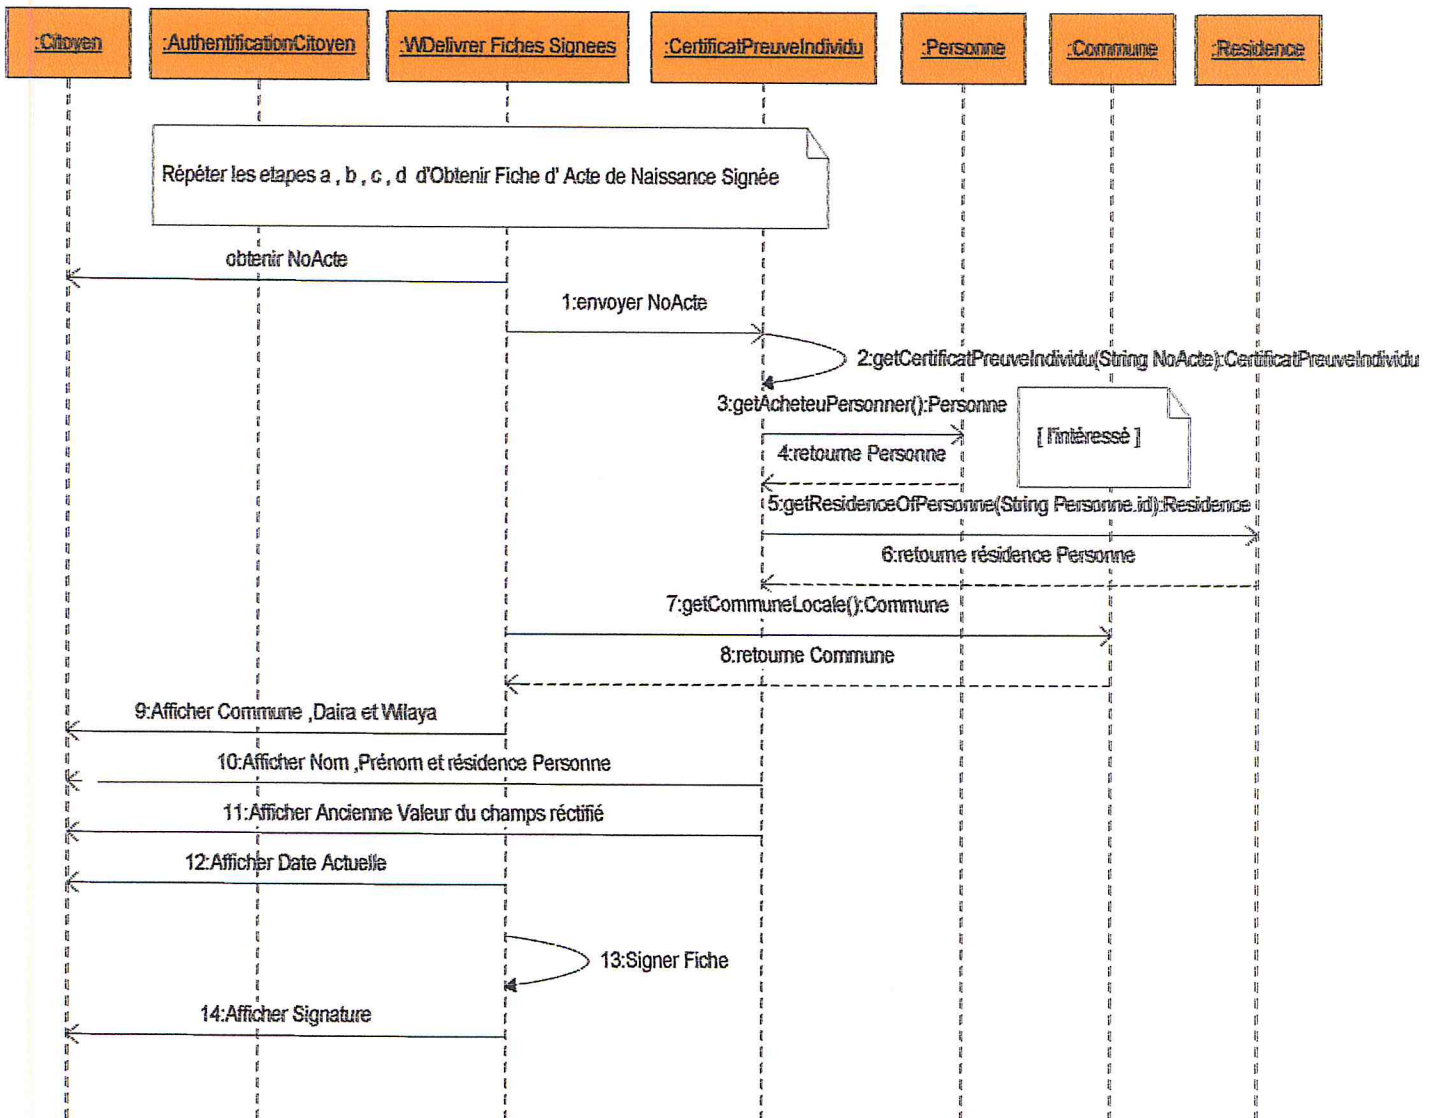 :Citoyen
:AuthentificationCitoyen
:WDelivrer Fiches Signees
:CertificatPreuveIndividu
:Personne
:Commune
:Residence
Répéter les etapes a , b , c , d d'Obtenir Fiche d' Acte de Naissance Signée
obtenir NoActe
1:envoyer NoActe
2:getCertificatPreuveIndividu(String NoActe):CertificatPreuveIndividu
3:getAcheteuPersonner():Personne
[ l'intéressé ]
4:retourne Personne
5:getResidenceOfPersonne(String Personne.id):Residence
6:retourne résidence Personne
7:getCommuneLocale():Commune
8:retourne Commune
9:Afficher Commune ,Daira et Wilaya
10:Afficher Nom ,Prénom et résidence Personne
11:Afficher Ancienne Valeur du champs réctifié
12:Afficher Date Actuelle
13:Signer Fiche
14:Afficher Signature